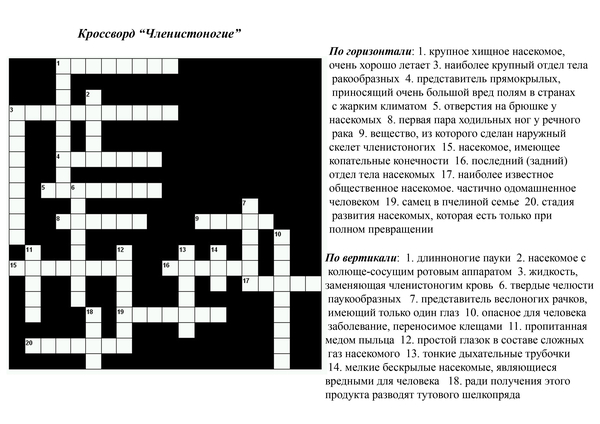 Кроссворд “Членистоногие”
По горизонтали: 1. крупное хищное насекомое,
очень хорошо летает 3. наиболее крупный отдел тела
ракообразных 4. представитель прямокрылых,
приносящий очень большой вред полям в странах
с жарким климатом 5. отверстия на брюшке у
насекомых 8. первая пара ходильных ног у речного
рака 9. вещество, из которого сделан наружный
скелет членистоногих 15. насекомое, имеющее
копательные конечности 16. последний (задний)
отдел тела насекомых 17. наиболее известное
общественное насекомое. частично одомашненное
человеком 19. самец в пчелиной семье 20. стадия
развития насекомых, которая есть только при
полном превращении
По вертикали: 1. длинноногие пауки 2. насекомое с
колюще-сосущим ротовым аппаратом 3. жидкость,
заменяющая членистоногим кровь 6. твердые челюсти
паукообразных 7. представитель веслоногих рачков,
имеющий только один глаз 10. опасное для человека
заболевание, переносимое клещами 11. пропитанная
медом пыльца 12. простой глазок в составе сложных
газ насекомого 13. тонкие дыхательные трубочки
14. мелкие бескрылые насекомые, являющиеся
вредными для человека 18. ради получения этого
продукта разводят тутового шелкопряда
1
2
3
4
5 6
7
8 9
10
11 12 13 14
15 16
17
18 19
20